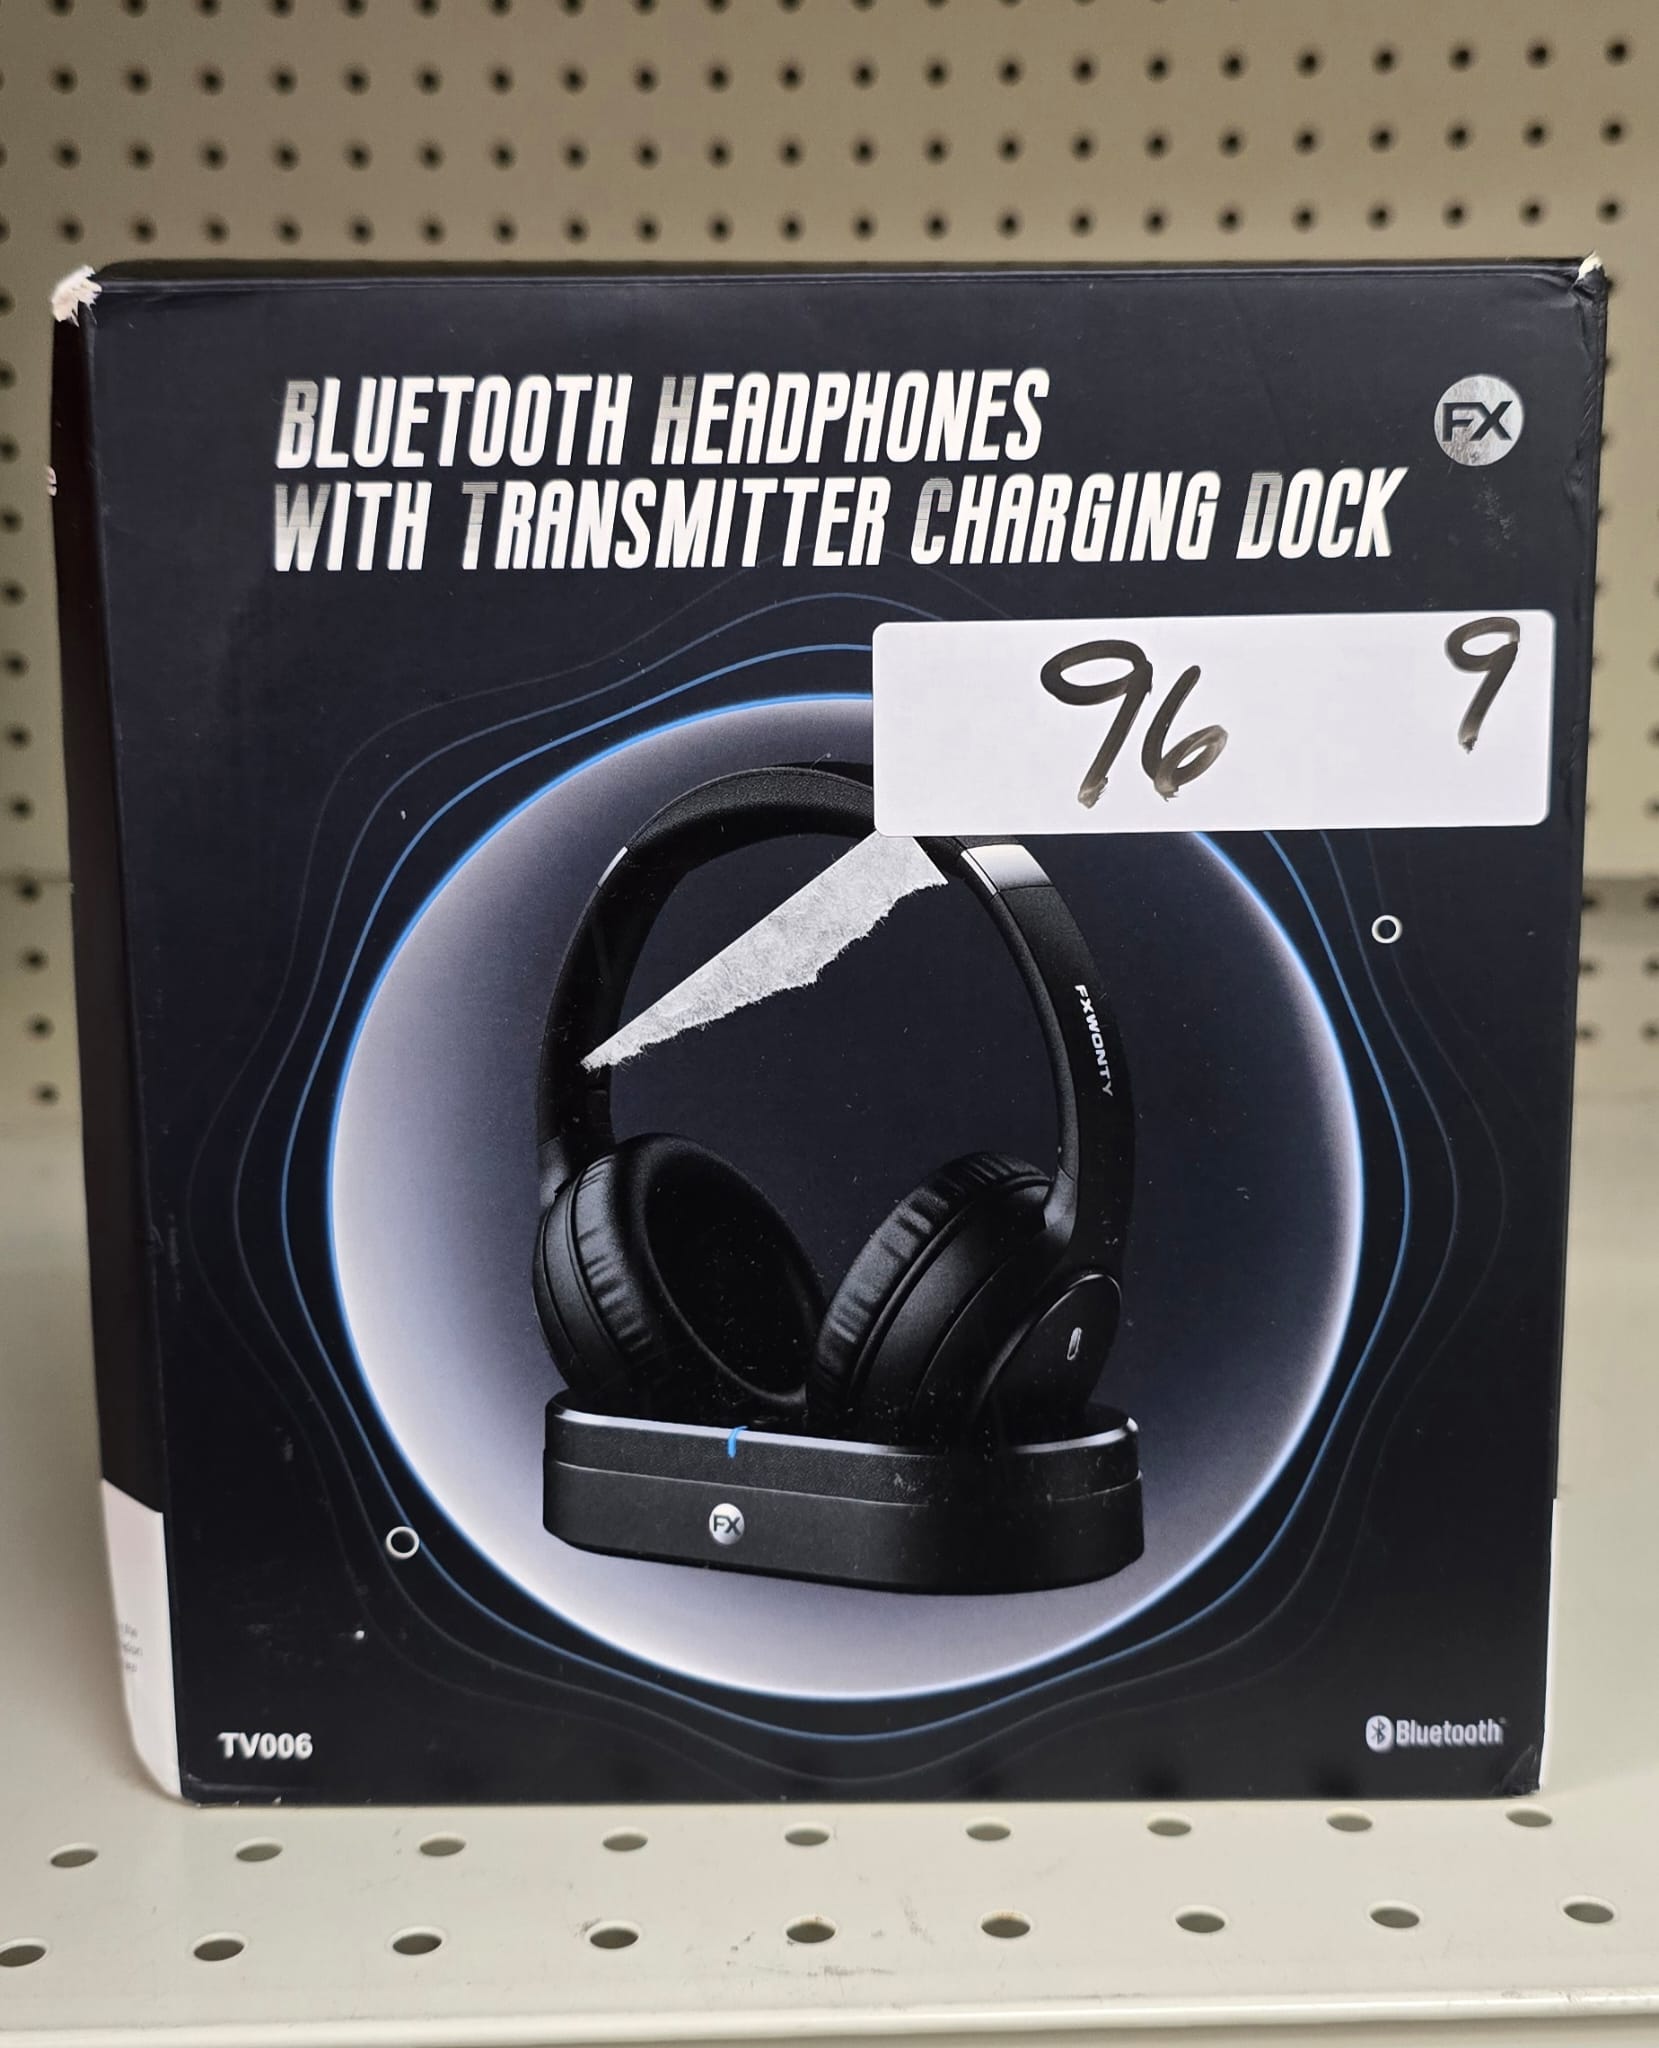 BLUETOOTH HEADPHONES
WITH TRANSMITTER CHARGING DOCK
FX
96 9
FXWONTY
FX
TV006
Bluetooth